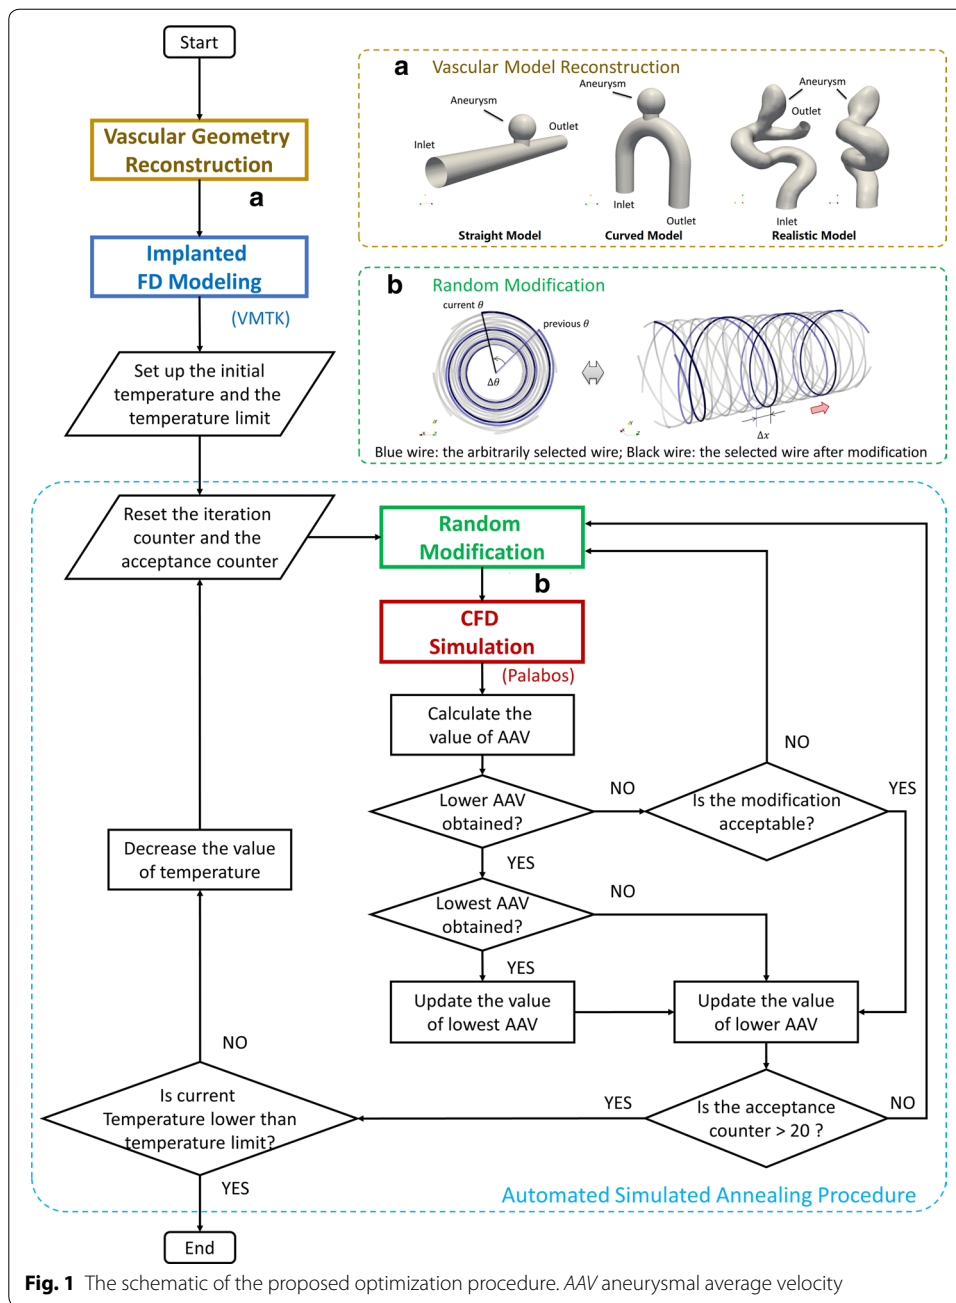 Start
Vascular Geometry
Reconstruction
a
Implanted
FD Modeling
(VMTK)
Set up the initial
temperature and the
temperature limit
a Vascular Model Reconstruction
Aneurysm
Inlet
Outlet
Straight Model
Aneurysm
Inlet
Outlet
Curved Model
Aneurysm
Outlet
Inlet
Realistic Model
b Random Modification
current θ
previous θ
Δθ
Δx
Blue wire: the arbitrarily selected wire; Black wire: the selected wire after modification
Reset the iteration
counter and the
acceptance counter
Random
Modification
b
CFD
Simulation
(Palabos)
Calculate the
value of AAV
Lower AAV
obtained?
NO
YES
Is the modification
acceptable?
NO
YES
Lowest AAV
obtained?
NO
YES
Update the value
of lowest AAV
Update the value
of lower AAV
Is the acceptance
counter > 20 ?
NO
YES
Is current
Temperature lower than
temperature limit?
NO
YES
Decrease the value
of temperature
Automated Simulated Annealing Procedure
End
Fig. 1 The schematic of the proposed optimization procedure. AAV aneurysmal average velocity